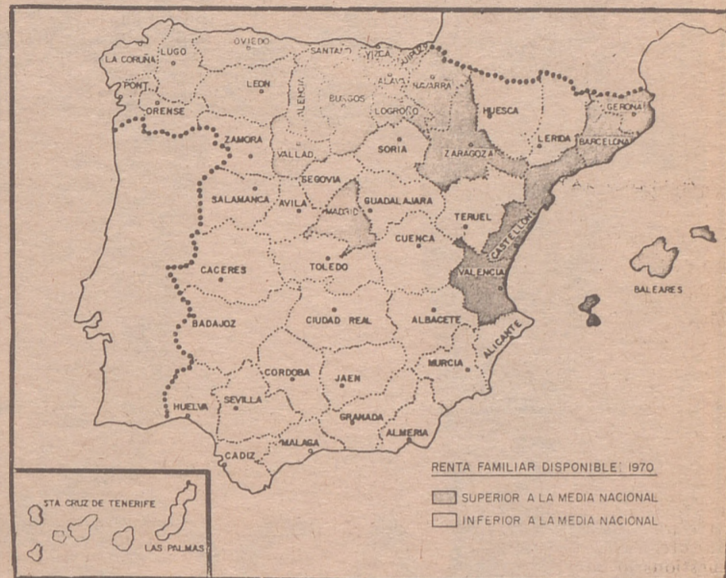 OVIEDO
SANTAND
VIZCA
LA CORUÑA
LUGO
ALAVA
NAVARRA
PONT
LEON
BURGOS
HUESCA
GERONA
ORENSE
LOGROÑO
LERIDA
BARCELONA
ZAMORA
VALLAD
SORIA
ZARAGOZA
SEGOVIA
SALAMANCA
AVILA
MADRID
GUADALAJARA
TERUEL
CASTELLON
CUENCA
TOLEDO
CACERES
VALENCIA
BALEARES
BADAJOZ
CIUDAD REAL
ALBACETE
ALICANTE
CORDOBA
JAEN
MURCIA
SEVILLA
HUELVA
GRANADA
ALMERIA
MALAGA
CADIZ
RENTA FAMILIAR DISPONIBLE: 1970
SUPERIOR A LA MEDIA NACIONAL
INFERIOR A LA MEDIA NACIONAL
STA CRUZ DE TENERIFE
LAS PALMAS